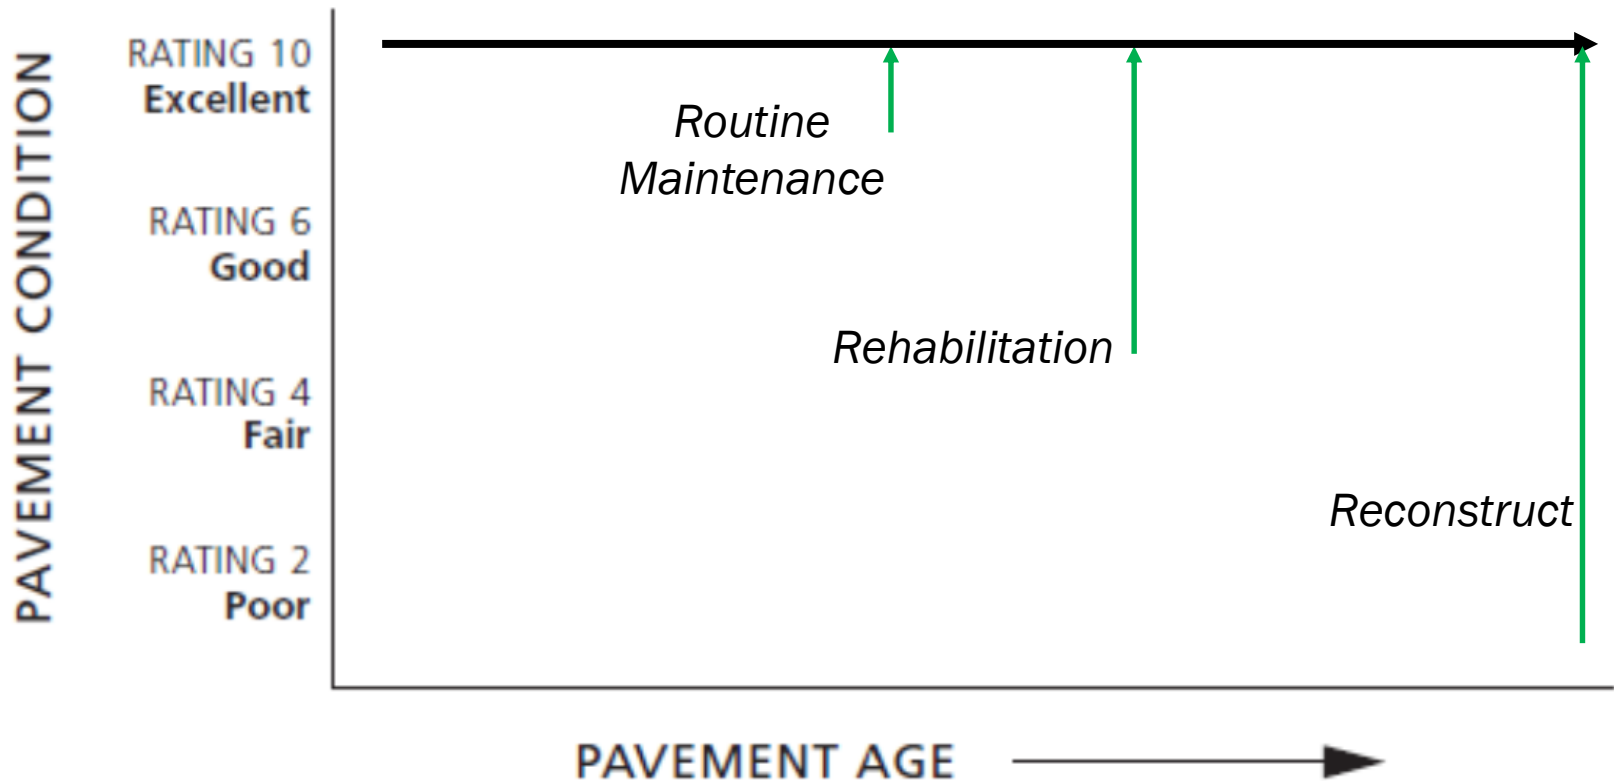 PAVEMENT CONDITION
RATING 10
Excellent
RATING 6
Good
RATING 4
Fair
RATING 2
Poor
Routine
Maintenance
Rehabilitation
Reconstruct
PAVEMENT AGE